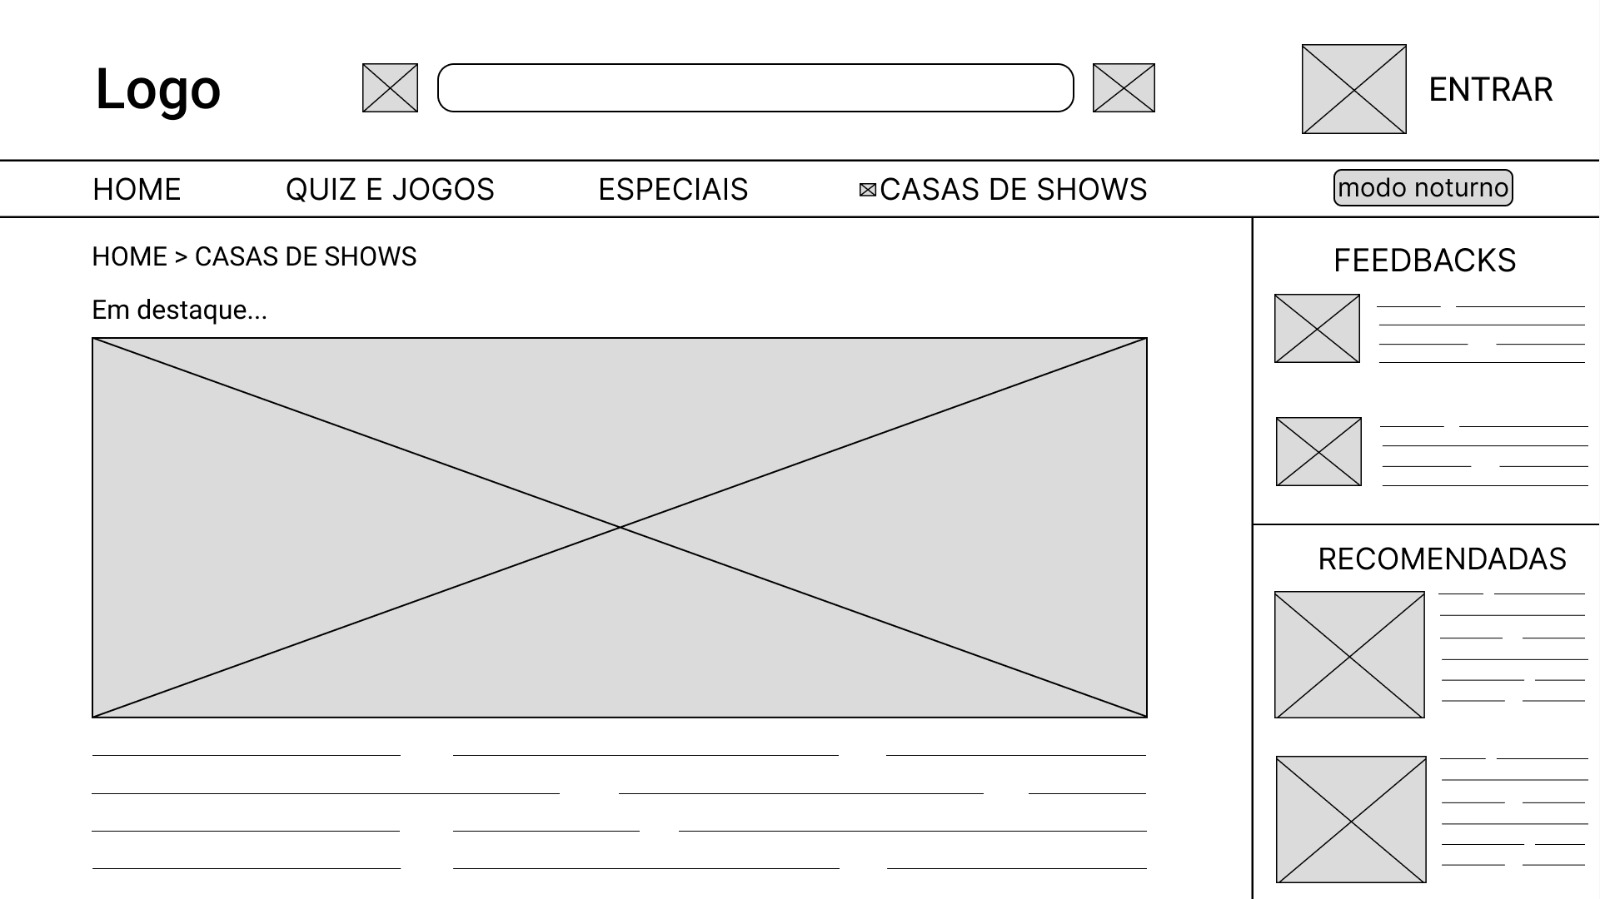 Logo
ENTRAR
HOME
QUIZ E JOGOS
ESPECIAIS
CASAS DE SHOWS
modo noturno
HOME > CASAS DE SHOWS
Em destaque...
FEEDBACKS
RECOMENDADAS